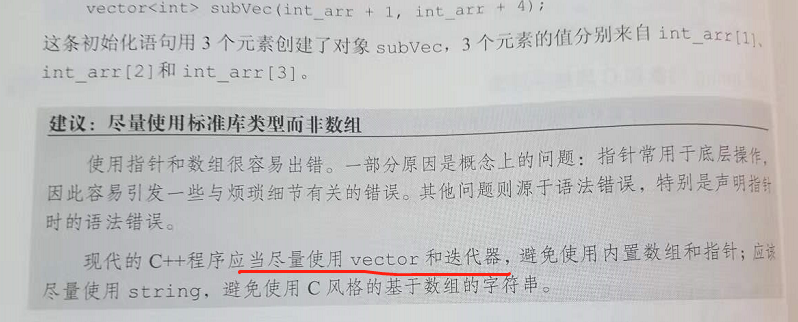 vector<int> subVec(int_arr + 1, int_arr + 4);
这条初始化语句用 3 个元素创建了对象 subVec，3 个元素的值分别来自 int_arr[1]、
int_arr[2]和 int_arr[3]。
建议：尽量使用标准库类型而非数组
使用指针和数组很容易出错。一部分原因是概念上的问题：指针常用于底层操作，
因此容易引发一些与烦琐细节有关的错误。其他问题则源于语法错误，特别是声明指针
时的语法错误。
现代的 C++程序应当尽量使用 vector 和迭代器，避免使用内置数组和指针；应该
尽量使用 string，避免使用 C 风格的基于数组的字符串。